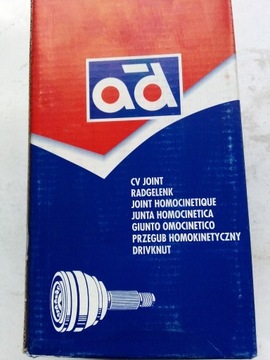 ad
CV JOINT
RADGELENK
JOINT HOMOCINETIQUE
JUNTA HOMOCINETICA
GIUNTO OMOCINETICO
PRZEGUB HOMOKINETYCZNY
DRIVKNUT